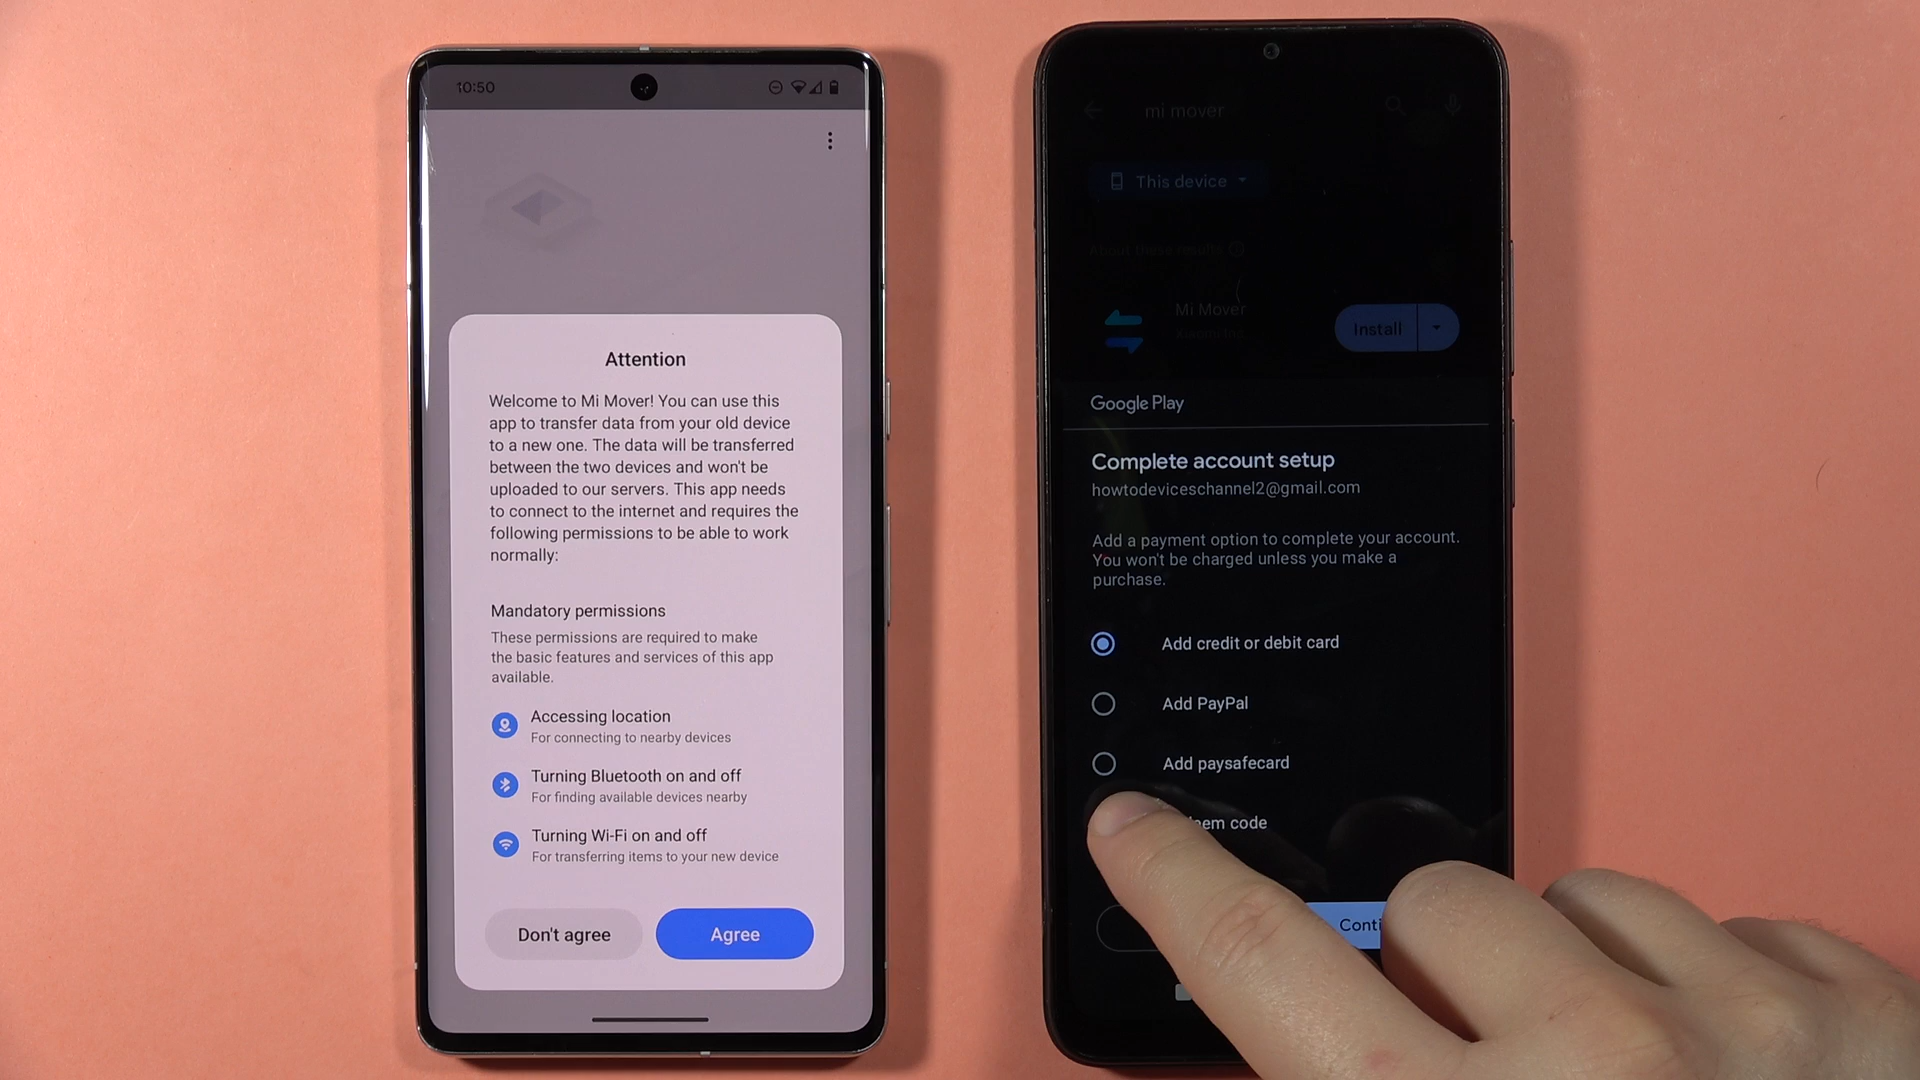 10:50
Attention
Welcome to Mi Mover! You can use this
app to transfer data from your old device
to a new one. The data will be transferred
between the two devices and won't be
uploaded to our servers. This app needs
to connect to the internet and requires the
following permissions to be able to work
normally:
Mandatory permissions
These permissions are required to make
the basic features and services of this app
available.
Accessing location
For connecting to nearby devices
Turning Bluetooth on and off
For finding available devices nearby
Turning Wi-Fi on and off
For transferring items to your new device
Don't agree
Agree
mi mover
This device
About these results
Mi Mover
Install
Google Play
Complete account setup
howtodeviceschannel2@gmail.com
Add a payment option to complete your account.
You won't be charged unless you make a
purchase.
Add credit or debit card
Add PayPal
Add paysafecard
code